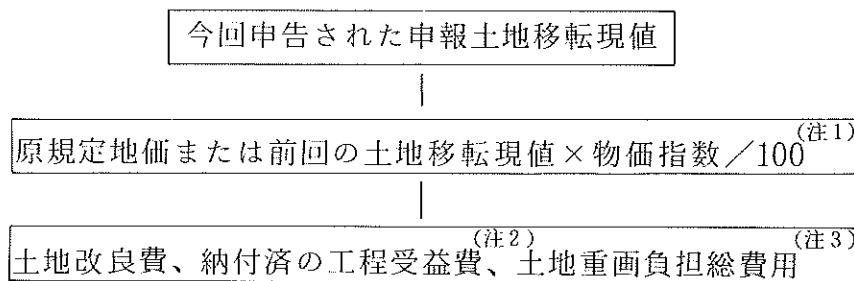 今回申告された申報土地移転現値
原規定地価または前回の土地移転現値×物価指数／100(注1)
土地改良費、納付済の工程受益費(注2)、土地重画負担総費用(注3)